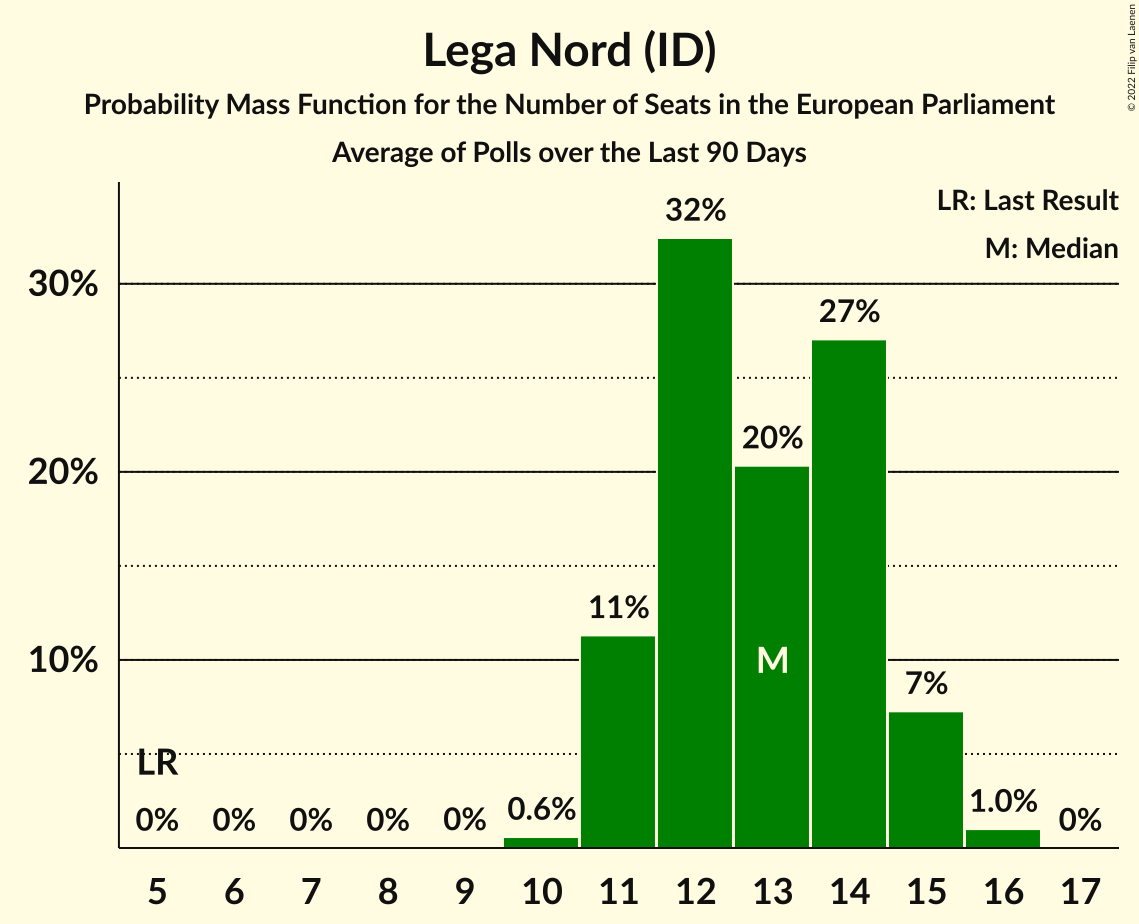 Lega Nord (ID)
Probability Mass Function for the Number of Seats in the European Parliament
Average of Polls over the Last 90 Days
© 2022 Filip van Laenen
LR: Last Result
M: Median
30%
20%
10%
LR
0%
0%
0%
0%
0%
0.6%
11%
32%
20%
M
27%
7%
1.0%
0%
5 6 7 8 9 10 11 12 13 14 15 16 17